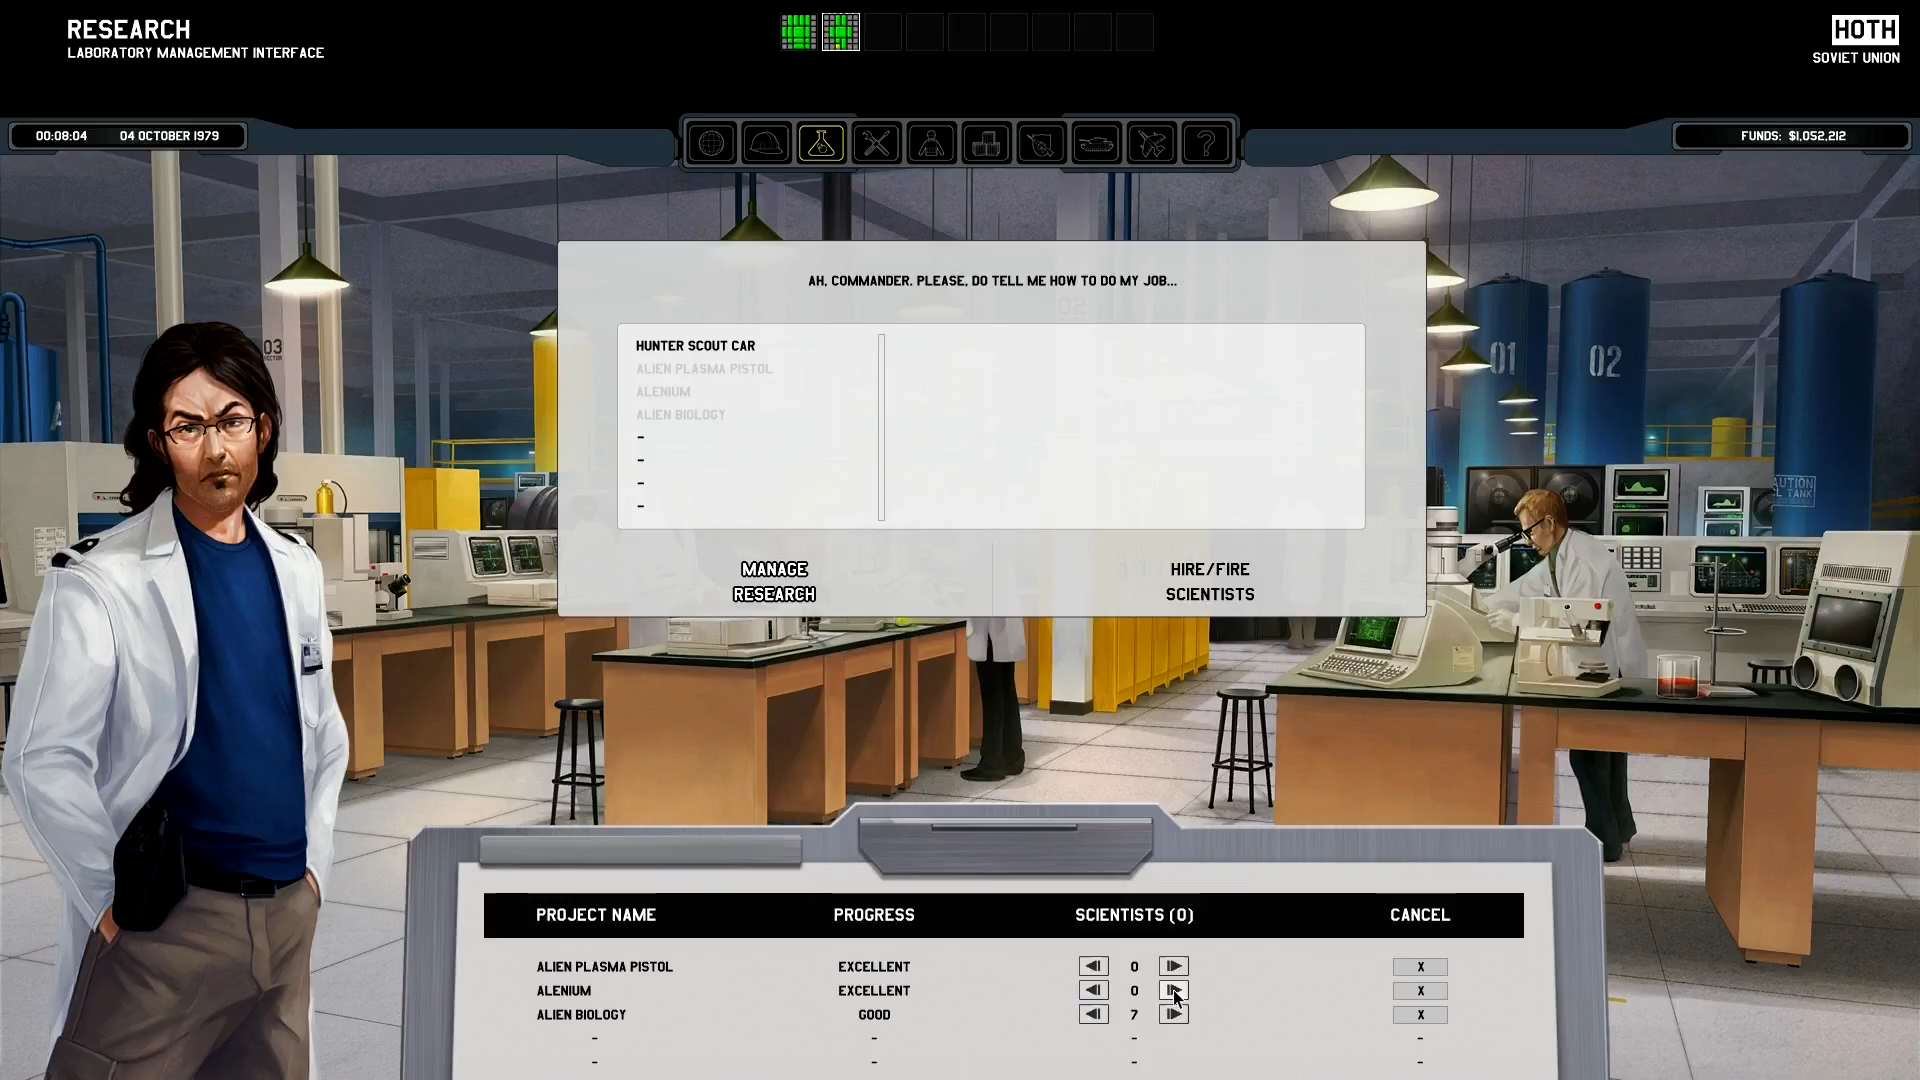 RESEARCH
LABORATORY MANAGEMENT INTERFACE
HOTH
SOVIET UNION
00:08:04 04 OCTOBER 1979
FUNDS: $1,052,212
AH, COMMANDER. PLEASE, DO TELL ME HOW TO DO MY JOB...
02
HUNTER SCOUT CAR
ALIEN PLASMA PISTOL
ALENIUM
ALIEN BIOLOGY
-
-
-
-
MANAGE
RESEARCH
HIRE/FIRE
SCIENTISTS
03
01
02
PROJECT NAME PROGRESS SCIENTISTS (0) CANCEL
ALIEN PLASMA PISTOL EXCELLENT 0 X
ALENIUM EXCELLENT 0 X
ALIEN BIOLOGY GOOD 7 X
- - - -
- - - -